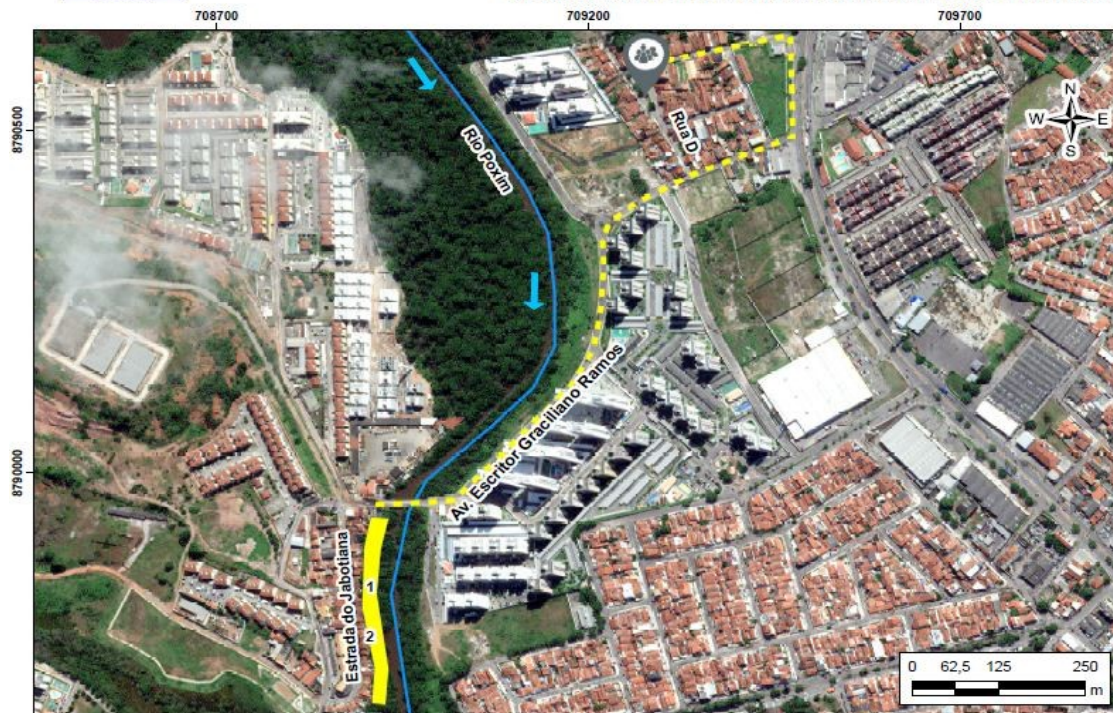 708700 709200 709700
8790500
Rio Poxim
Rua D
N
W E
S
Av. Escritor Graciliano Ramos
8790000
Estrada do Jabotiana
1
2
0 62,5 125 250
m